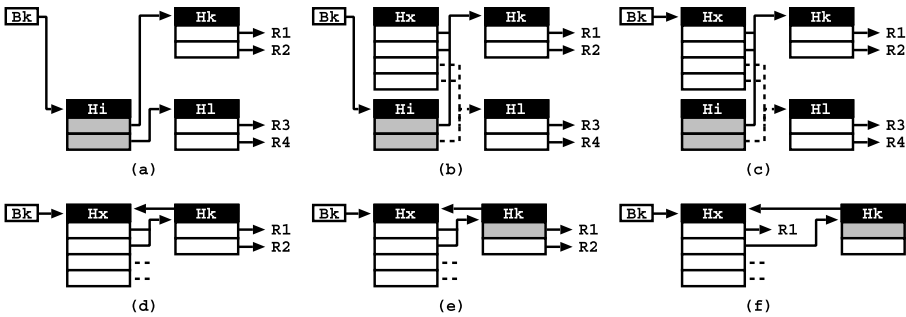 Bk Hk Bk Hx Hk Bk Hx Hk
R1 R1 R1
R2 R2 R2
Hi Hl Hi Hl Hi Hl
R3 R3 R3
R4 R4 R4
(a) (b) (c)
Bk Hx Hk Bk Hx Hk Bk Hx Hk
R1 R1 R1
R2 R2
(d) (e) (f)